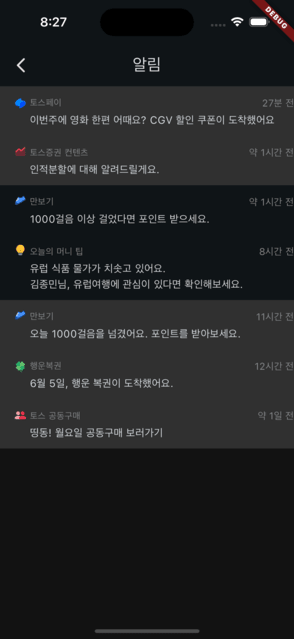 8:27
DEBUG
알림
토스페이 27분 전
이번주에 영화 한편 어때요? CGV 할인 쿠폰이 도착했어요
토스증권 컨텐츠 약 1시간 전
인적분할에 대해 알려드릴게요.
만보기 약 1시간 전
1000걸음 이상 걸었다면 포인트 받으세요.
오늘의 머니 팁 8시간 전
유럽 식품 물가가 치솟고 있어요.
김종민님, 유럽여행에 관심이 있다면 확인해보세요.
만보기 11시간 전
오늘 1000걸음을 넘겼어요. 포인트를 받아보세요.
행운복권 12시간 전
6월 5일, 행운 복권이 도착했어요.
토스 공동구매 약 1일 전
띵동! 월요일 공동구매 보러가기